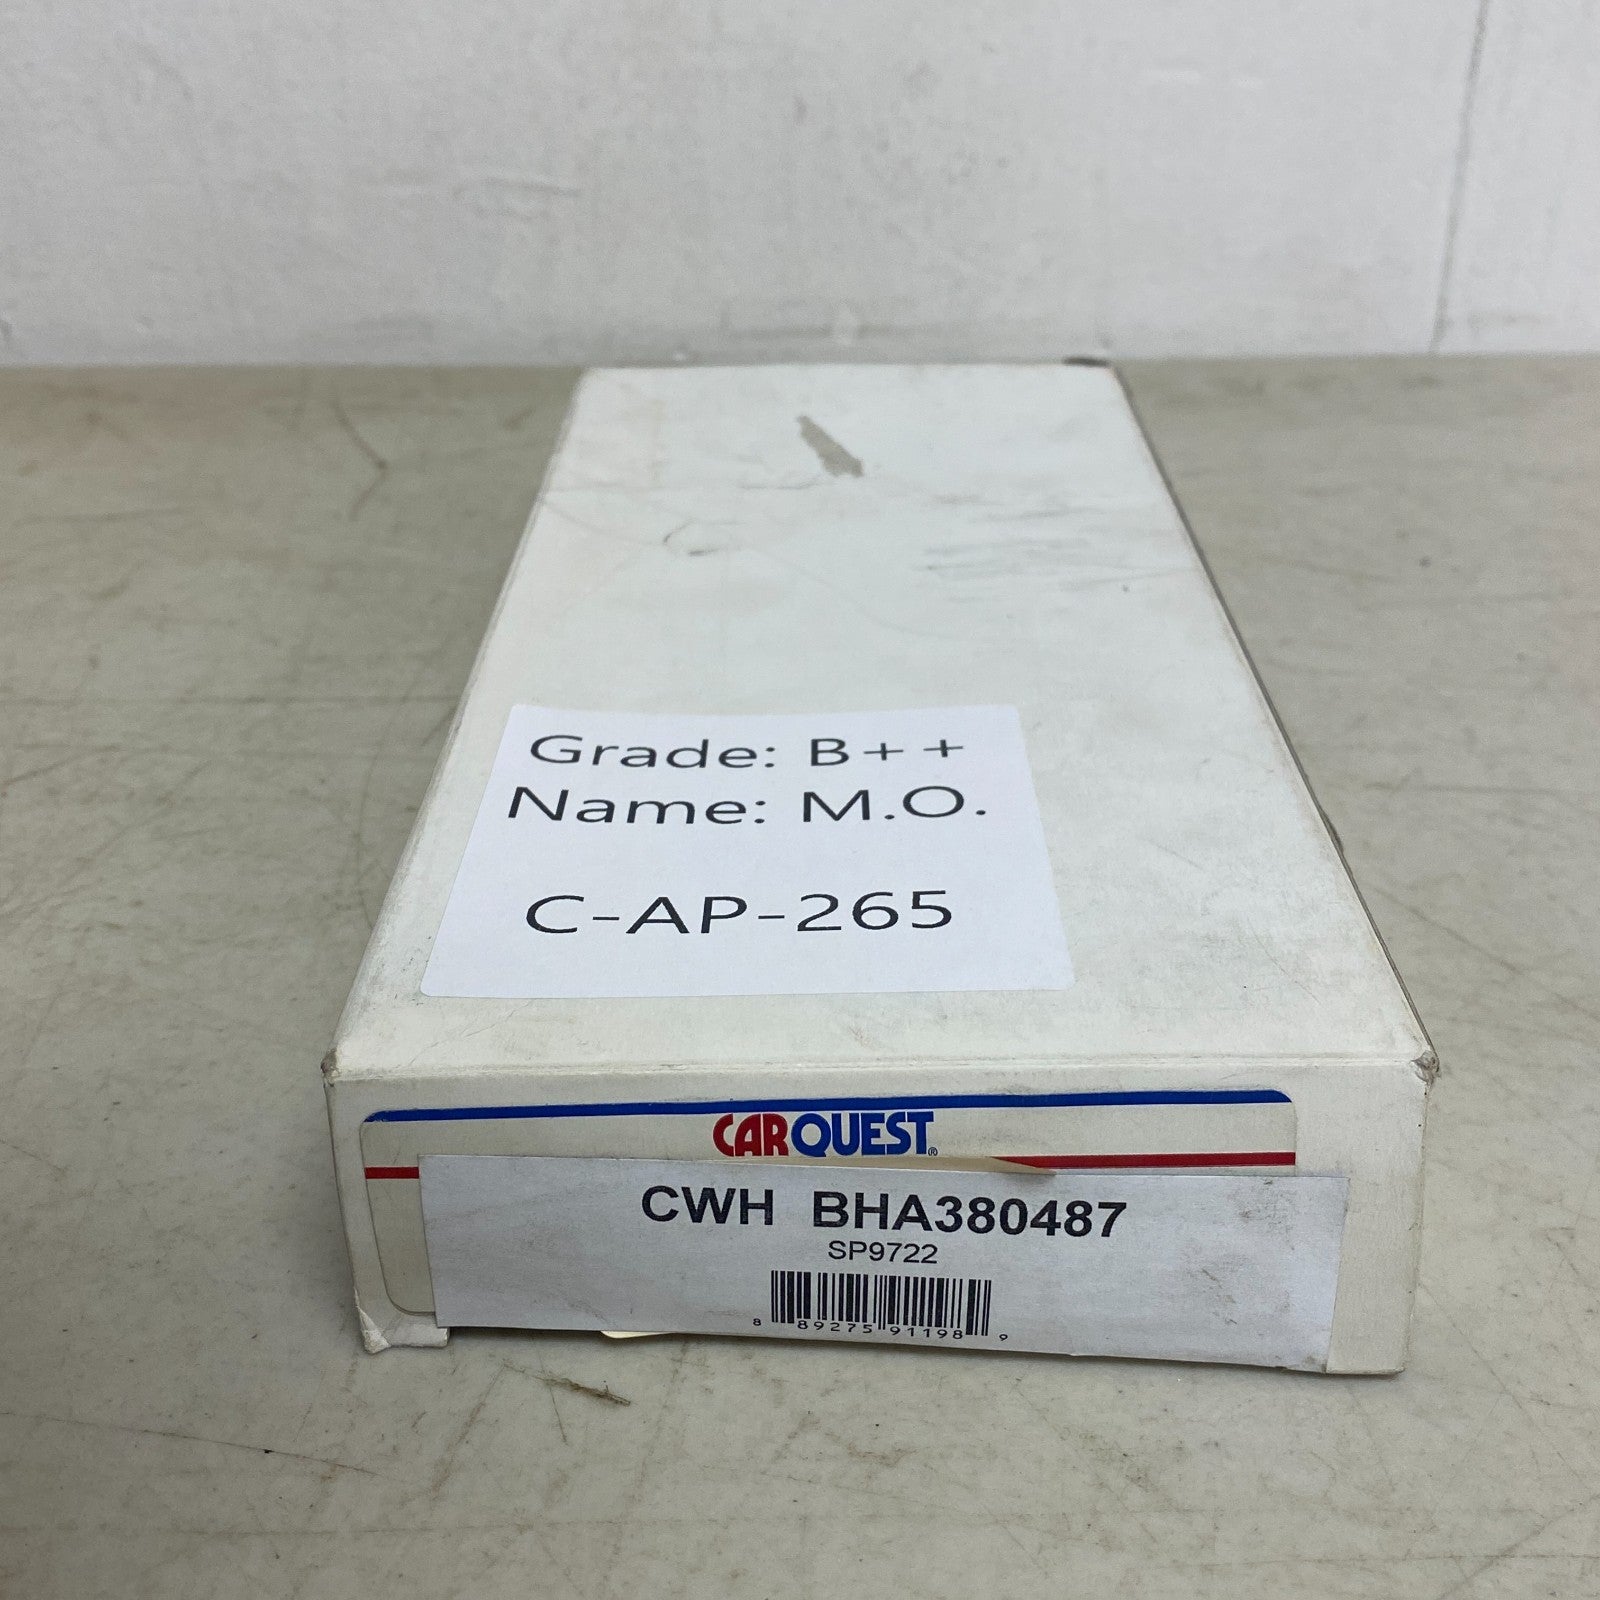 Grade: B++
Name: M.O.
C-AP-265
CARQUEST®
CWH BHA380487
SP9722
8 89275 91198 9